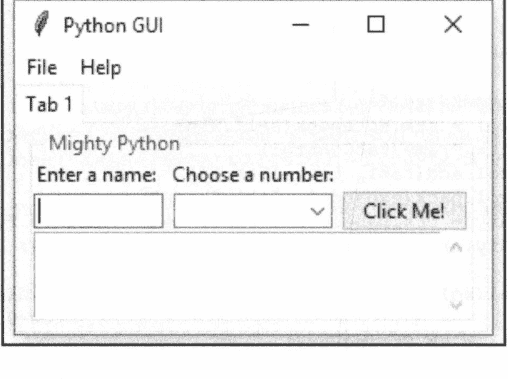 Python GUI
File Help
Tab 1
Mighty Python
Enter a name: Choose a number:
Click Me!